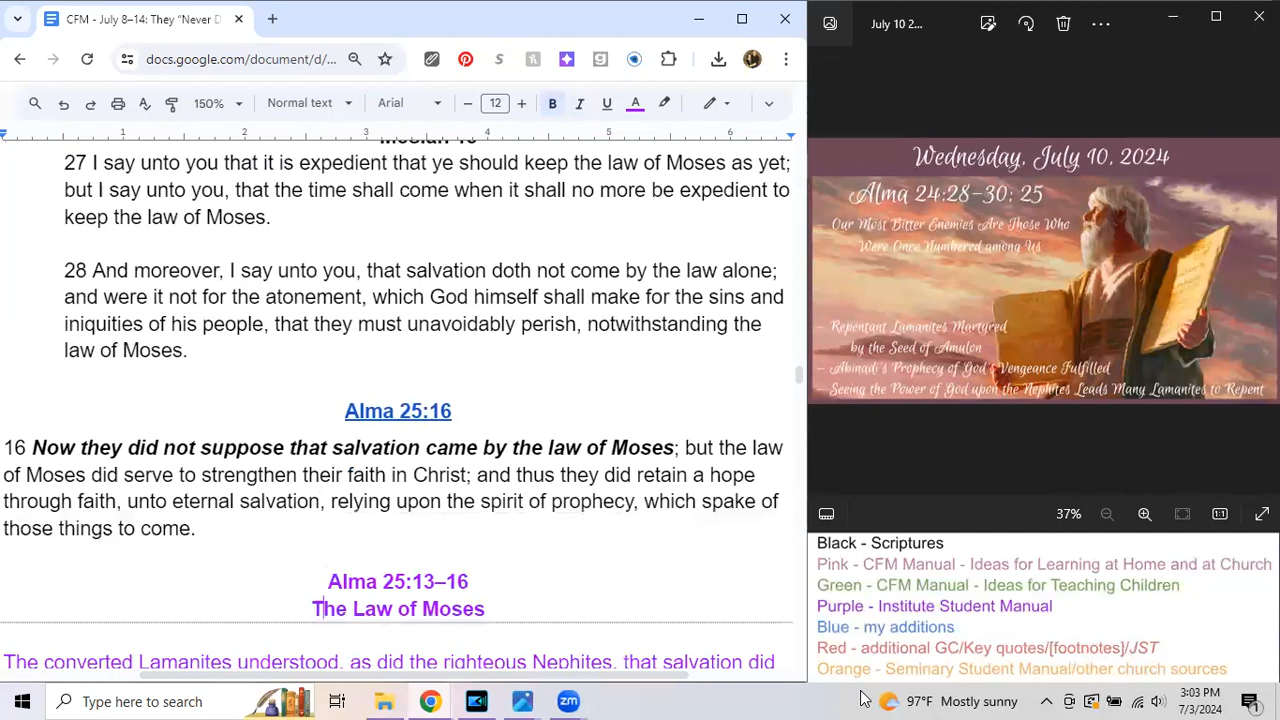 CFM - July 8–14: They “Never D
docs.google.com/document/d/...
150%
Normal text
Arial
12
B
I
U
A
1
2
3
4
5
6
27 I say unto you that it is expedient that ye should keep the law of Moses as yet;
but I say unto you, that the time shall come when it shall no more be expedient to
keep the law of Moses.
28 And moreover, I say unto you, that salvation doth not come by the law alone;
and were it not for the atonement, which God himself shall make for the sins and
iniquities of his people, that they must unavoidably perish, notwithstanding the
law of Moses.
Alma 25:16
16 Now they did not suppose that salvation came by the law of Moses; but the law
of Moses did serve to strengthen their faith in Christ; and thus they did retain a hope
through faith, unto eternal salvation, relying upon the spirit of prophecy, which spake of
those things to come.
Alma 25:13–16
The Law of Moses
The converted Lamanites understood, as did the righteous Nephites, that salvation did
July 10 2...
Wednesday, July 10, 2024
Alma 24:28–30; 25
– Our Most Bitter Enemies Are Those Who
Were Once Numbered among Us
– Repentant Lamanites Martyred
by the Seed of Amulon
– Abinadi's Prophecy of God's Vengeance Fulfilled
– Seeing the Power of God upon the Nephites Leads Many Lamanites to Repent
37%
1:1
Black - Scriptures
Pink - CFM Manual - Ideas for Learning at Home and at Church
Green - CFM Manual - Ideas for Teaching Children
Purple - Institute Student Manual
Blue - my additions
Red - additional GC/Key quotes/[footnotes]/JST
Orange - Seminary Student Manual/other church sources
Type here to search
zm
97°F Mostly sunny
3:03 PM
7/3/2024
1